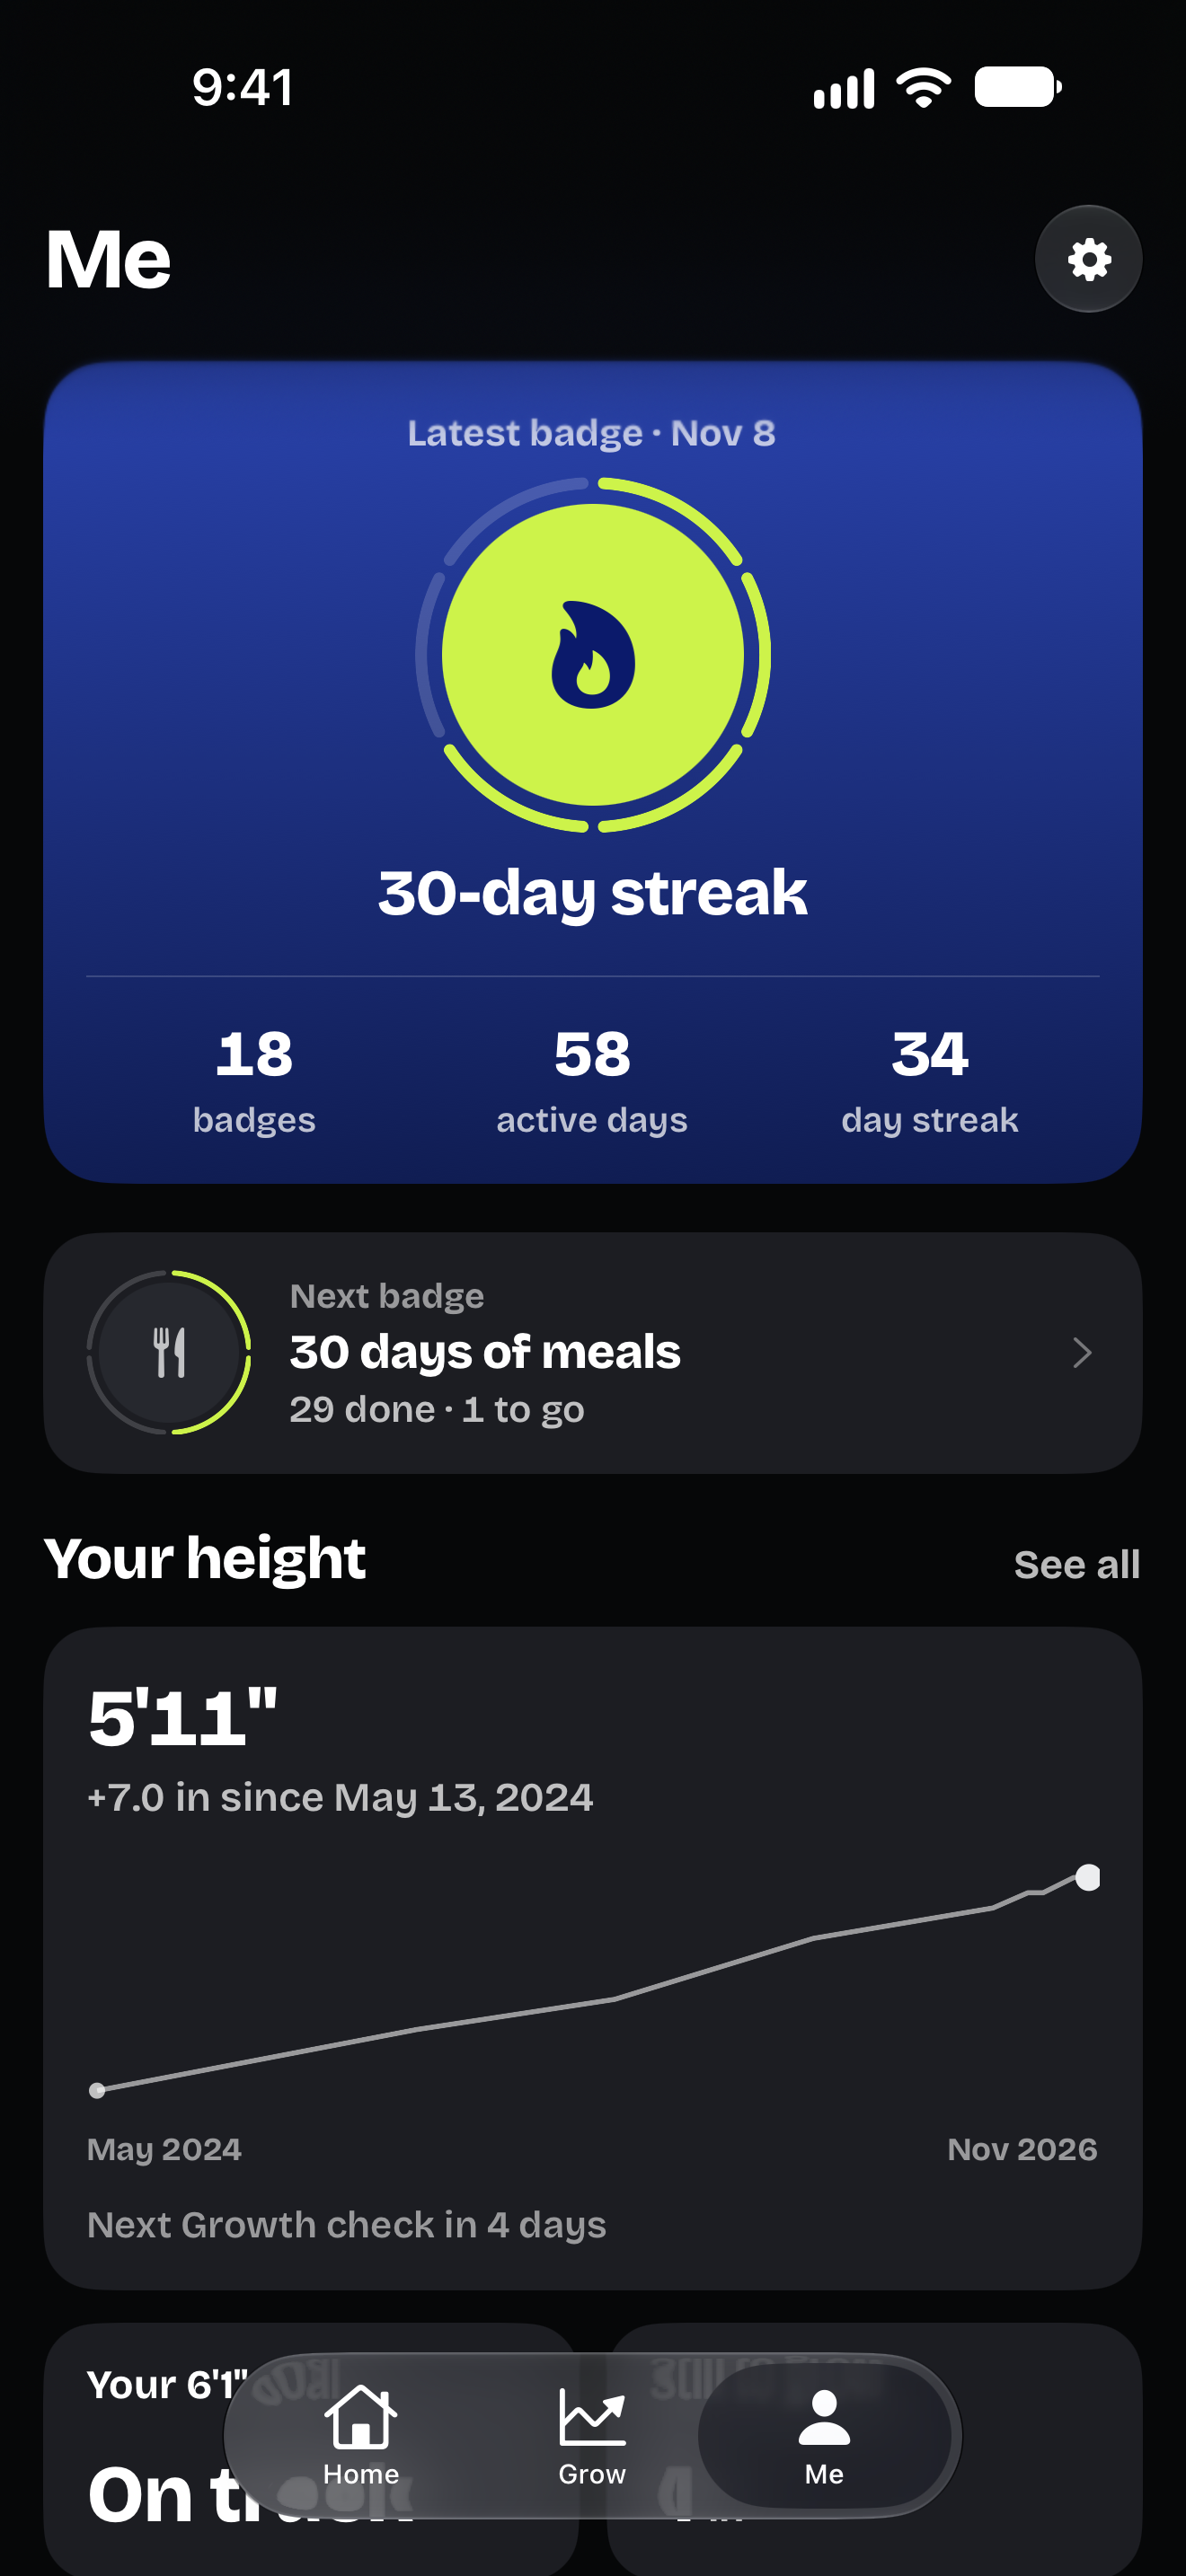 9:41
Me
Latest badge · Nov 8
30-day streak
18
badges
58
active days
34
day streak
Next badge
30 days of meals
29 done · 1 to go
Your height
See all
5'11"
+7.0 in since May 13, 2024
May 2024
Nov 2026
Next Growth check in 4 days
Your 6'1"
On track
Home
Grow
Me